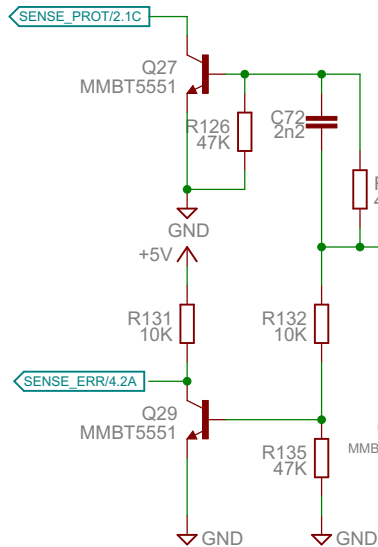 SENSE_PROT/2.1C
Q27
MMBT5551
R126
47K
C72
2n2
GND
+5V
R131
10K
R132
10K
SENSE_ERR/4.2A
Q29
MMBT5551
R135
47K
GND
GND